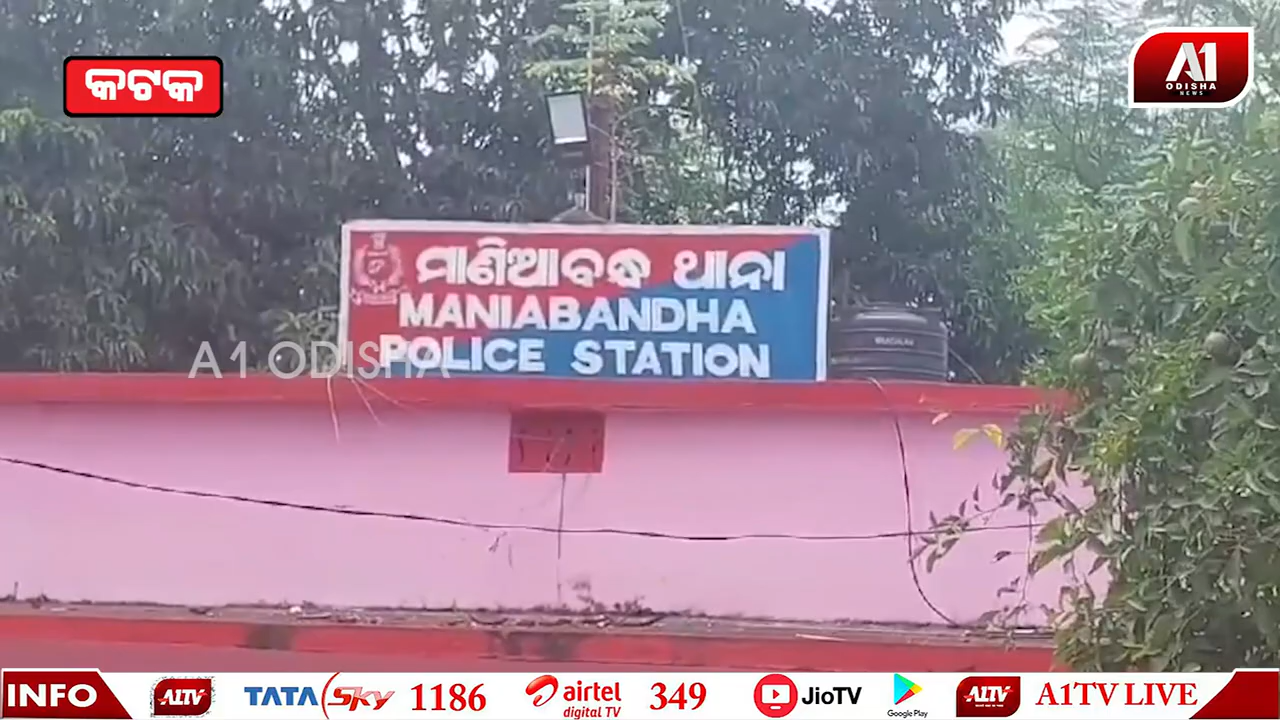 କଟକ
A1
ODISHA
NEWS
ମାଣିଆବନ୍ଧ ଥାନା
MANIABANDHA
POLICE STATION
A1 ODISHA
INFO
A1TV
TATA Sky 1186
airtel
digital TV
349
JioTV
Google Play
A1TV
A1TV LIVE